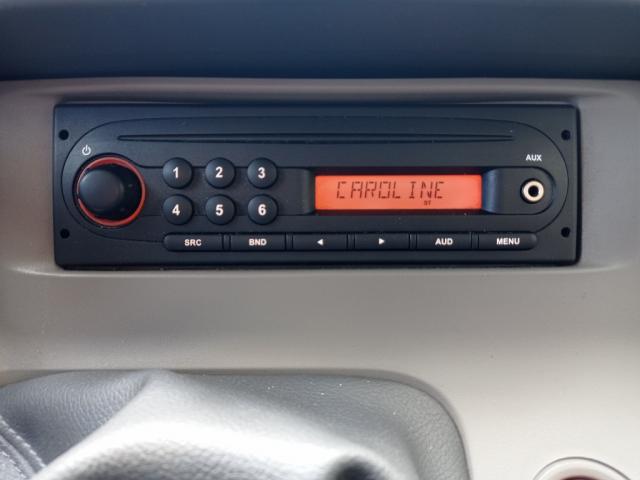 AUX
1 2 3
CAROLINE
ST
4 5 6
SRC BND ◄ ► AUD MENU